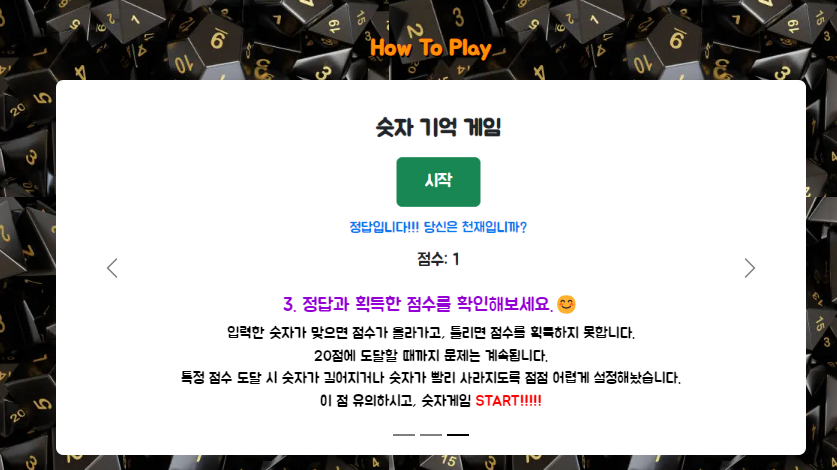 How To Play
숫자 기억 게임
시작
정답입니다!!! 당신은 천재입니까?
점수: 1
3. 정답과 획득한 점수를 확인해보세요.😊
입력한 숫자가 맞으면 점수가 올라가고, 틀리면 점수를 획득하지 못합니다.
20점에 도달할 때까지 문제는 계속됩니다.
특정 점수 도달 시 숫자가 길어지거나 숫자가 빨리 사라지도록 점점 어렵게 설정해놨습니다.
이 점 유의하시고, 숫자게임 START!!!!!